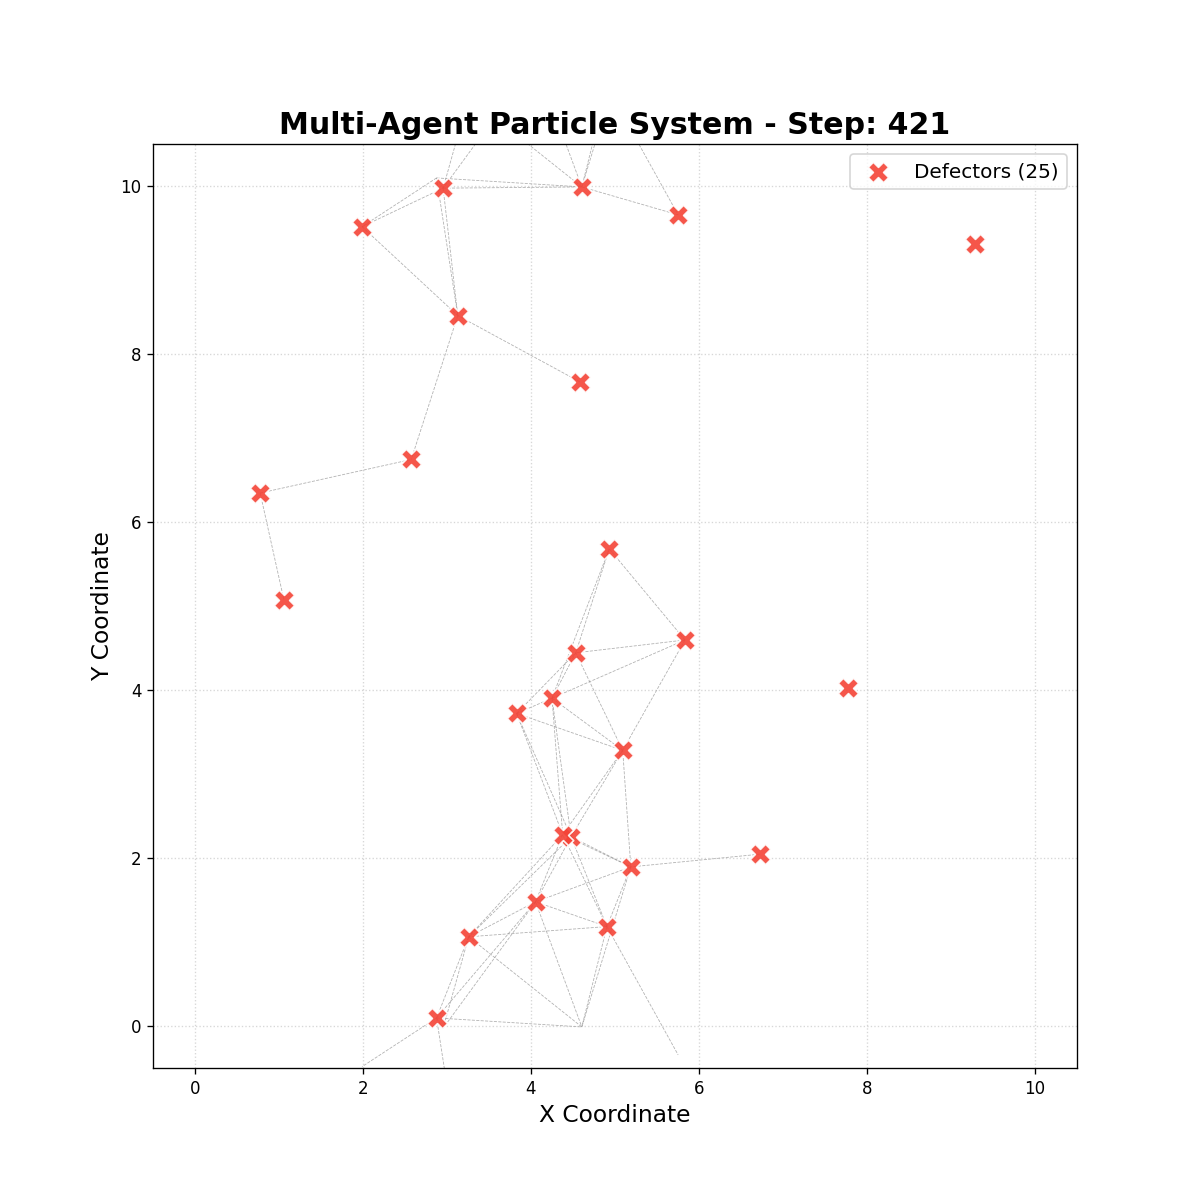 Multi-Agent Particle System - Step: 421
Defectors (25)
10
8
6
4
2
0
Y Coordinate
0 2 4 6 8 10
X Coordinate